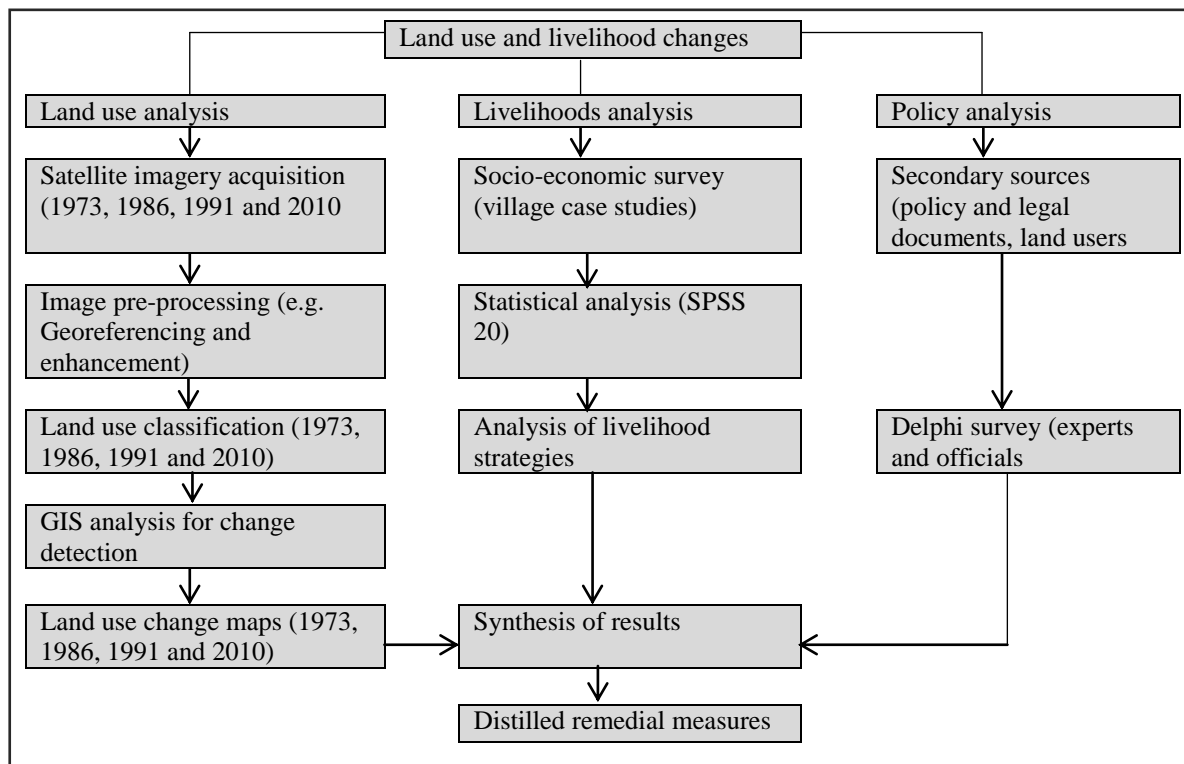 Land use and livelihood changes
Land use analysis
Satellite imagery acquisition
(1973, 1986, 1991 and 2010
Image pre-processing (e.g.
Georeferencing and
enhancement)
Land use classification (1973,
1986, 1991 and 2010)
GIS analysis for change
detection
Land use change maps (1973,
1986, 1991 and 2010)
Livelihoods analysis
Socio-economic survey
(village case studies)
Statistical analysis (SPSS
20)
Analysis of livelihood
strategies
Policy analysis
Secondary sources
(policy and legal
documents, land users
Delphi survey (experts
and officials
Synthesis of results
Distilled remedial measures